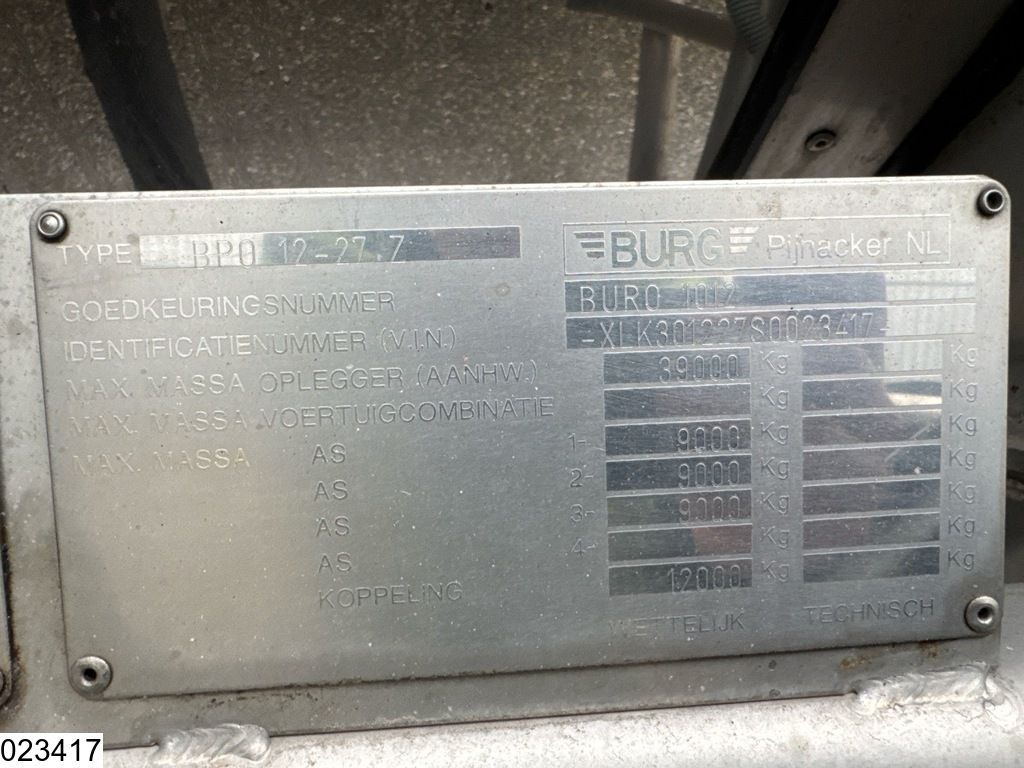 TYPE BPO 12-27 Z BURG Pijnacker NL
GOEDKEURINGSNUMMER BURO 1012
IDENTIFICATIENUMMER (V.I.N.) -XLK301227S0023417-
MAX. MASSA OPLEGGER (AANHW.) 39000 Kg Kg
MAX. MASSA VOERTUIGCOMBINATIE Kg Kg
MAX. MASSA AS 1- 9000 Kg Kg
AS 2- 9000 Kg Kg
AS 3- 9000 Kg Kg
AS 4- Kg Kg
KOPPELING 12000 Kg Kg
WETTELIJK TECHNISCH
023417